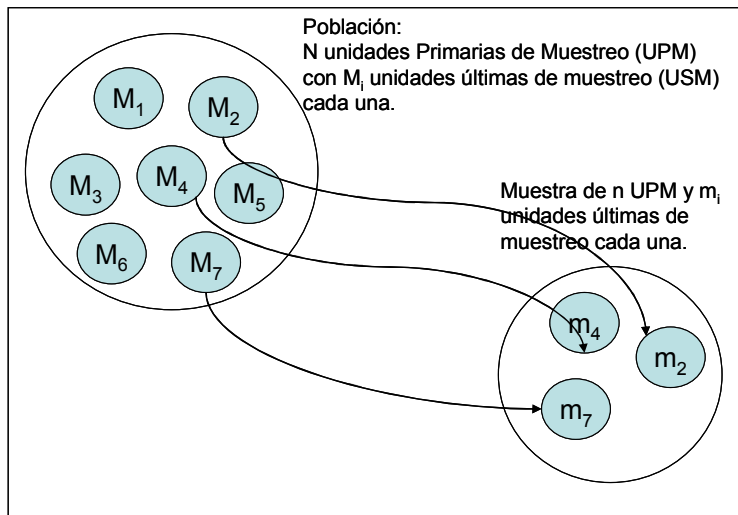 Población:
N unidades Primarias de Muestreo (UPM)
con Mi unidades últimas de muestreo (USM)
cada una.
M1
M2
M3
M4
M5
M6
M7
Muestra de n UPM y mi
unidades últimas de
muestreo cada una.
m4
m2
m7